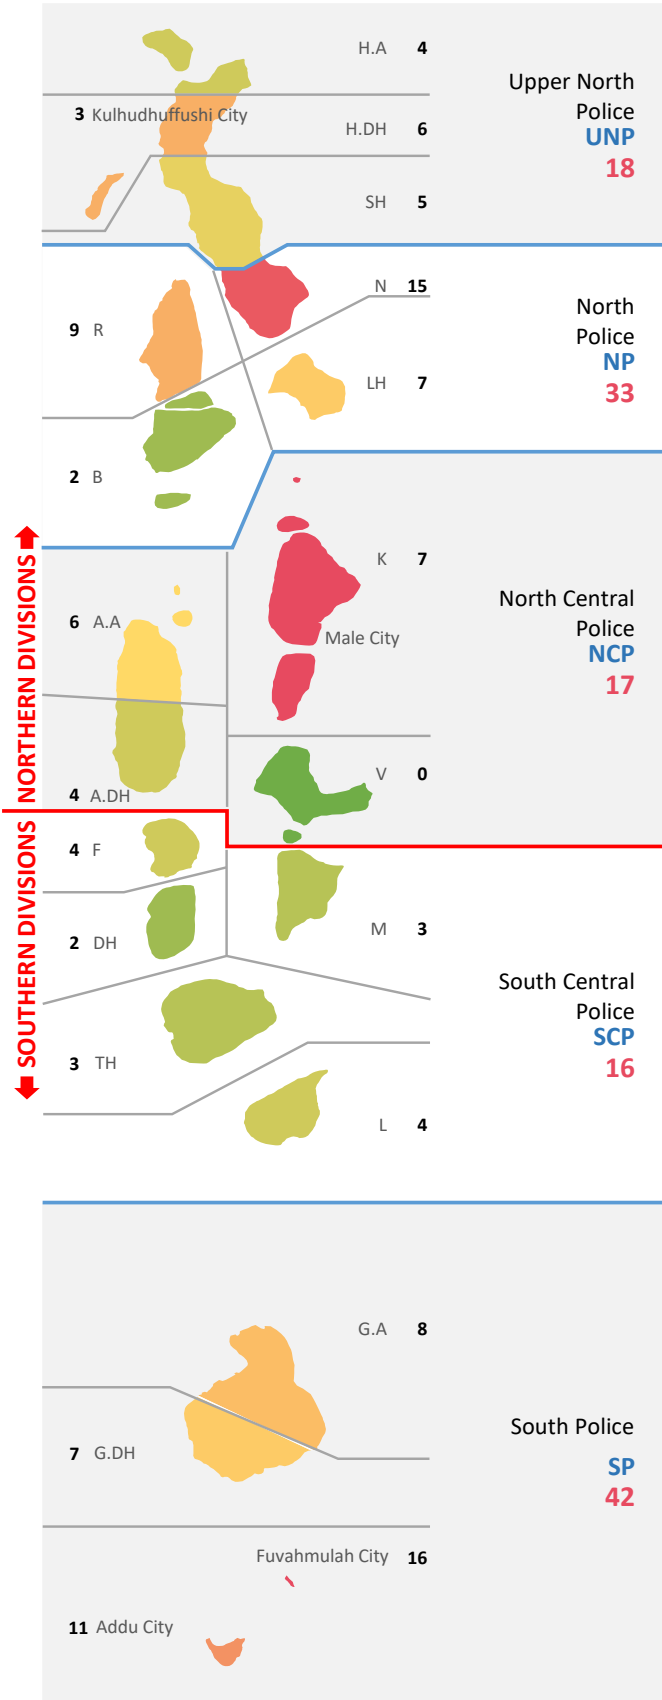 H.A 4
Upper North
Police
UNP
18
3 Kulhudhuffushi City
H.DH 6
SH 5
N 15
9 R
North
Police
NP
33
LH 7
2 B
NORTHERN DIVISIONS
K 7
6 A.A
Male City
North Central
Police
NCP
17
V 0
4 A.DH
SOUTHERN DIVISIONS
4 F
M 3
2 DH
South Central
Police
SCP
16
3 TH
L 4
G.A 8
7 G.DH
South Police
SP
42
Fuvahmulah City 16
11 Addu City